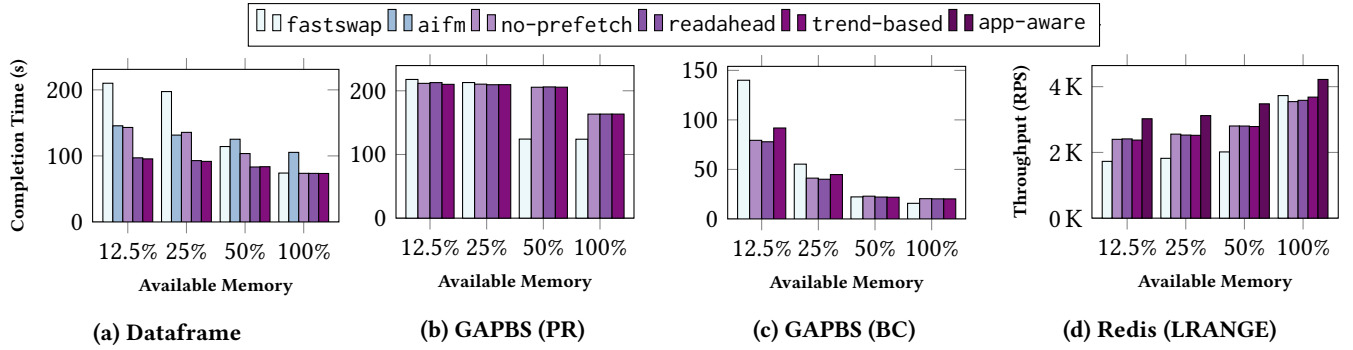 fastswap aifm no-prefetch readahead trend-based app-aware
Completion Time (s)
200
100
0
12.5% 25% 50% 100%
Available Memory
(a) Dataframe
200
100
0
12.5% 25% 50% 100%
Available Memory
(b) GAPBS (PR)
150
100
50
0
12.5% 25% 50% 100%
Available Memory
(c) GAPBS (BC)
Throughput (RPS)
4 K
2 K
0 K
12.5% 25% 50% 100%
Available Memory
(d) Redis (LRANGE)